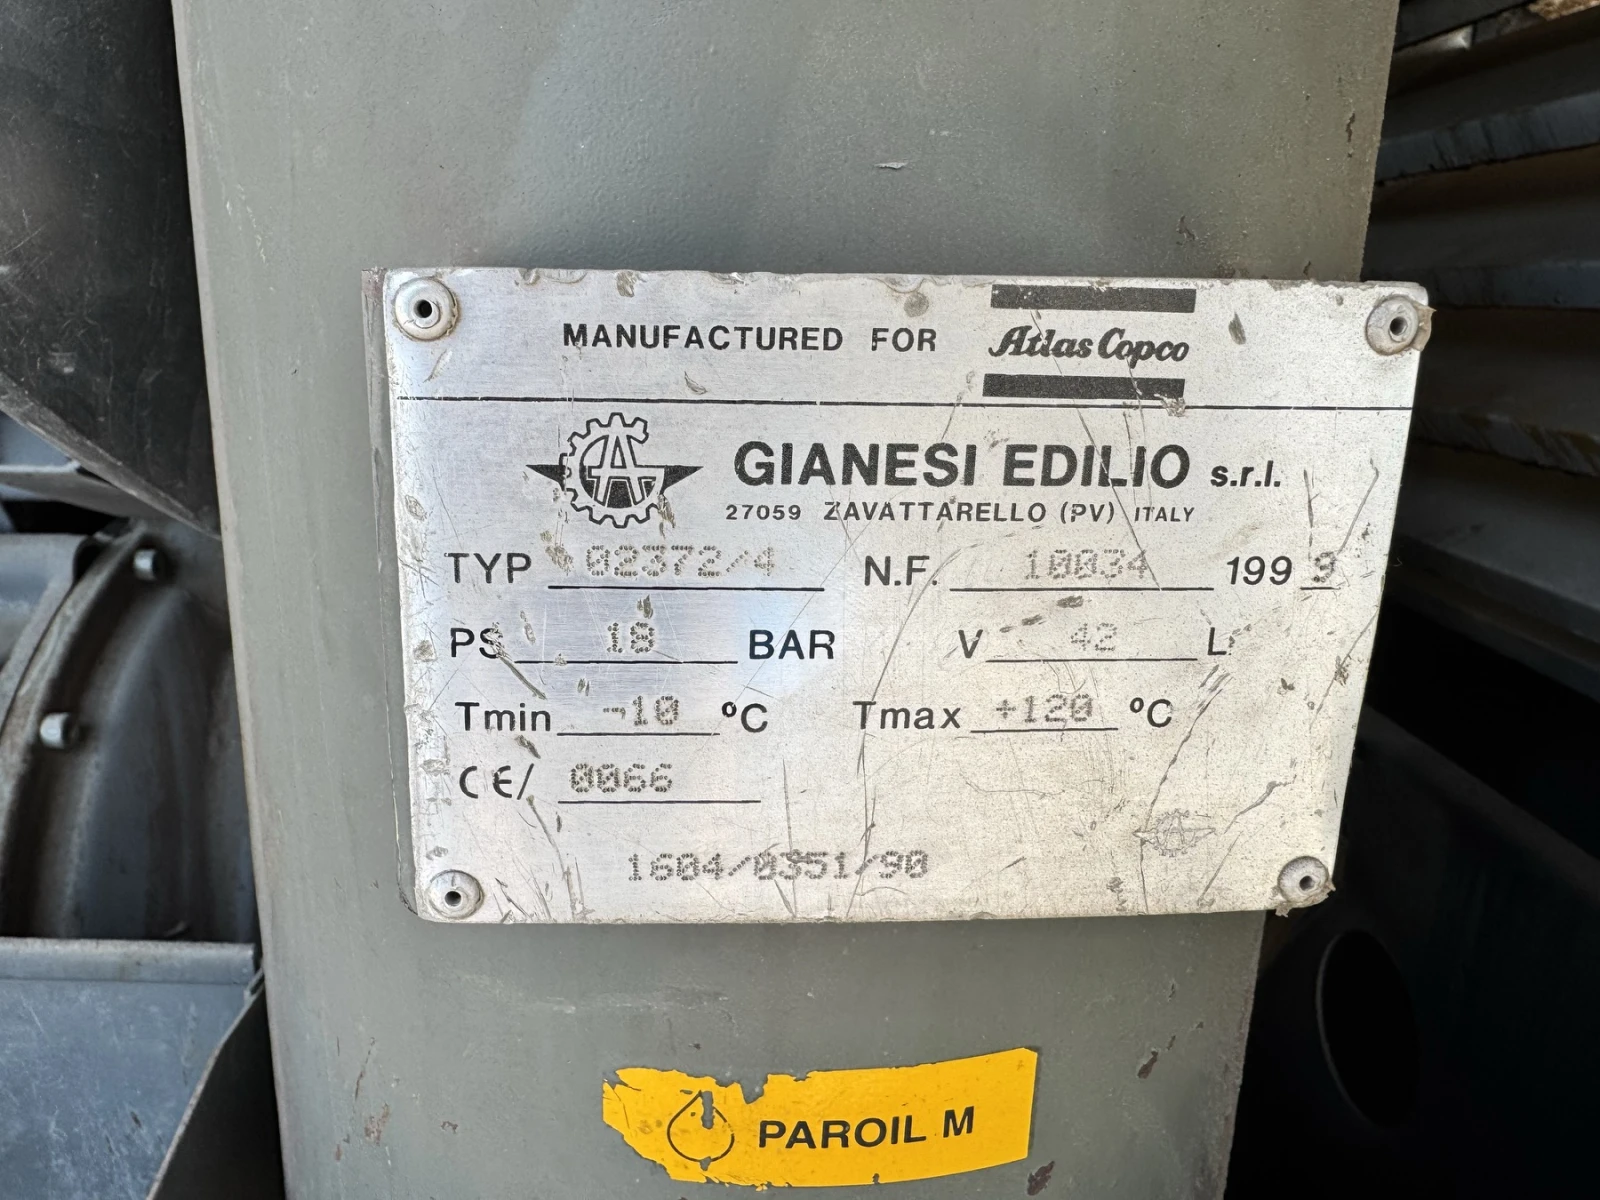 MANUFACTURED FOR Atlas Copco
GIANESI EDILIO s.r.l.
27059 ZAVATTARELLO (PV) ITALY
TYP 02372/4 N.F. 10034 1999
PS 18 BAR V 42 L
Tmin -10 °C Tmax +120 °C
CE/ 0066
1604/0351/90
PAROIL M